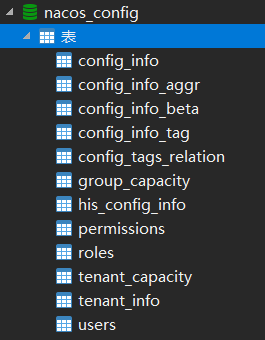 nacos_config
表
config_info
config_info_aggr
config_info_beta
config_info_tag
config_tags_relation
group_capacity
his_config_info
permissions
roles
tenant_capacity
tenant_info
users